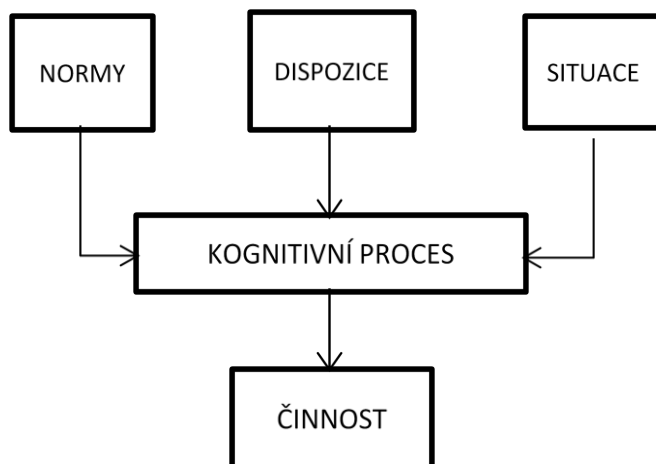 NORMY
DISPOZICE
SITUACE
KOGNITIVNÍ PROCES
ČINNOST